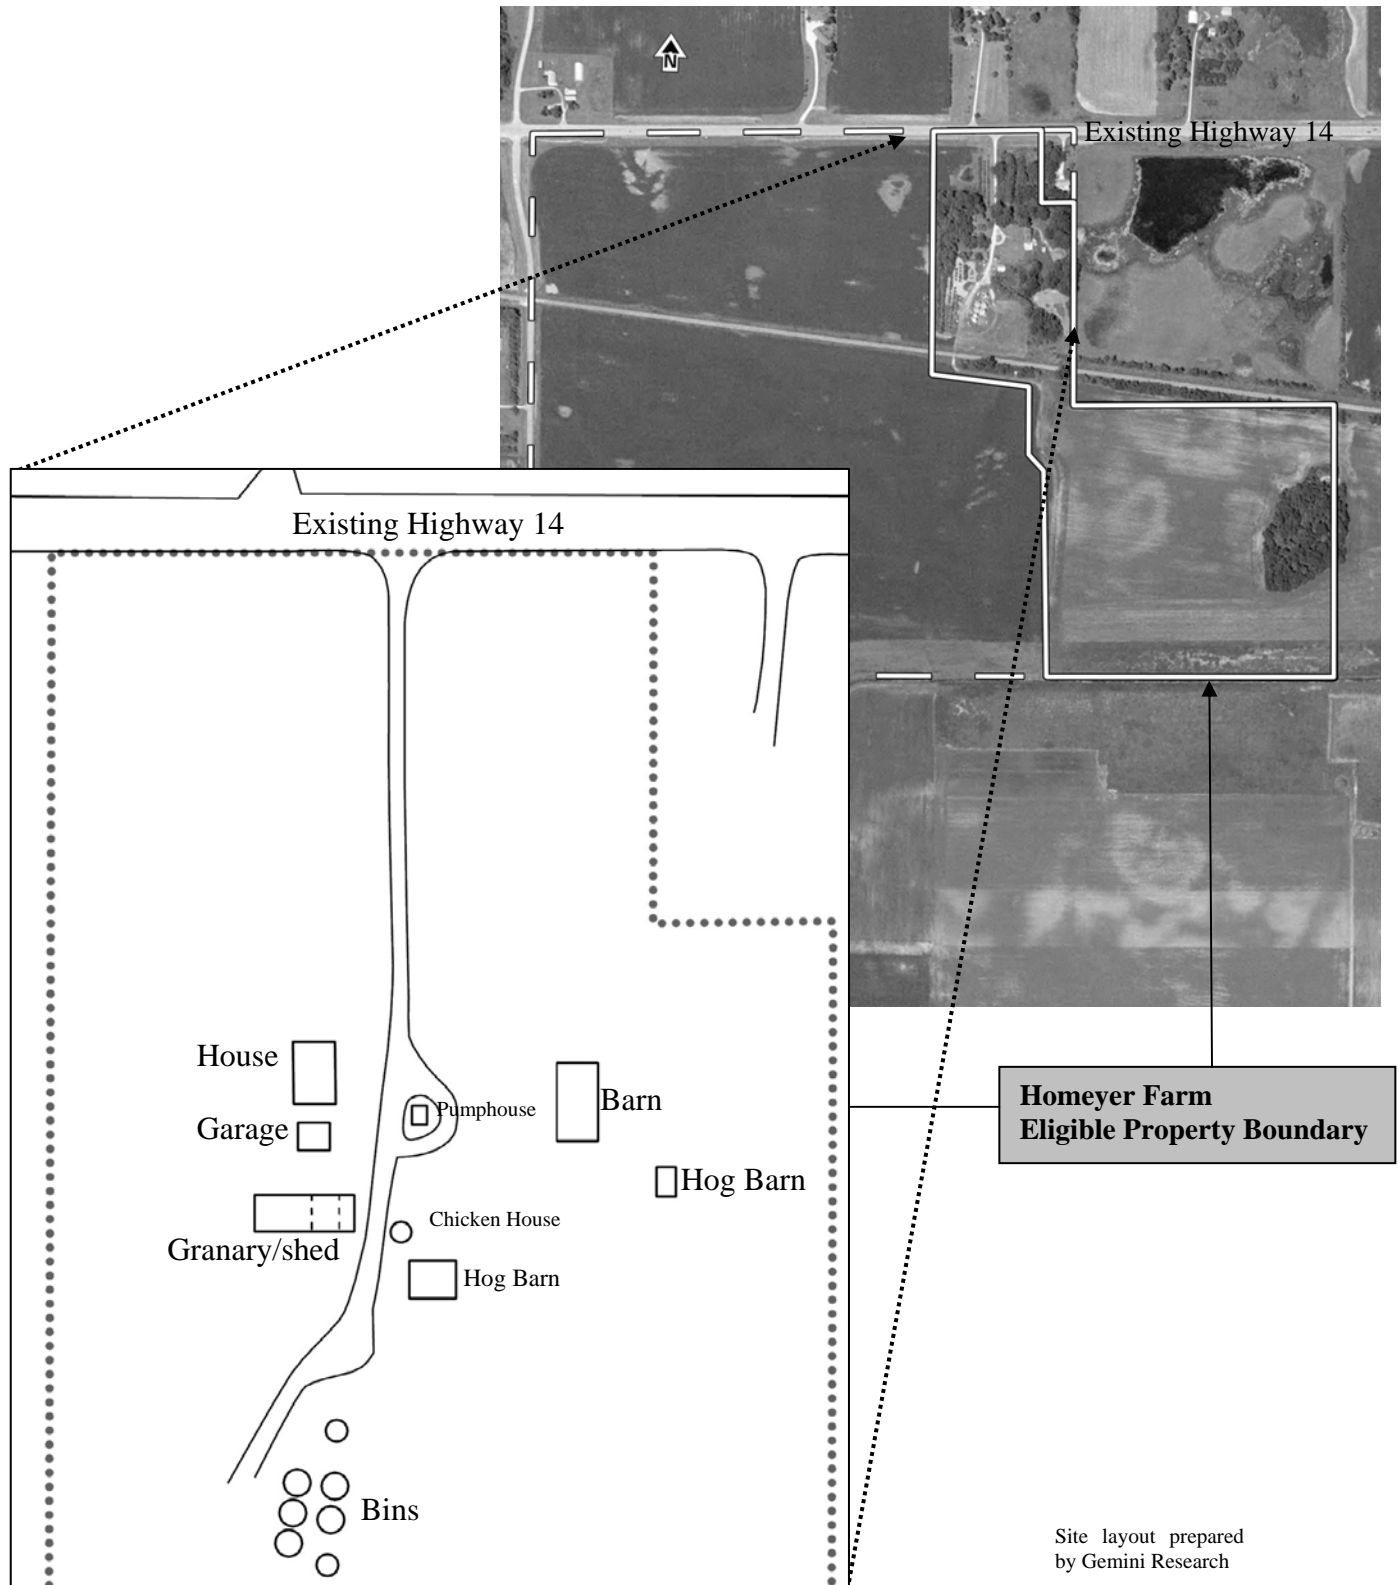 N
Existing Highway 14
Existing Highway 14
House
Pumphouse
Barn
Garage
Hog Barn
Chicken House
Granary/shed
Hog Barn
Bins
Homeyer Farm
Eligible Property Boundary
Site layout prepared
by Gemini Research